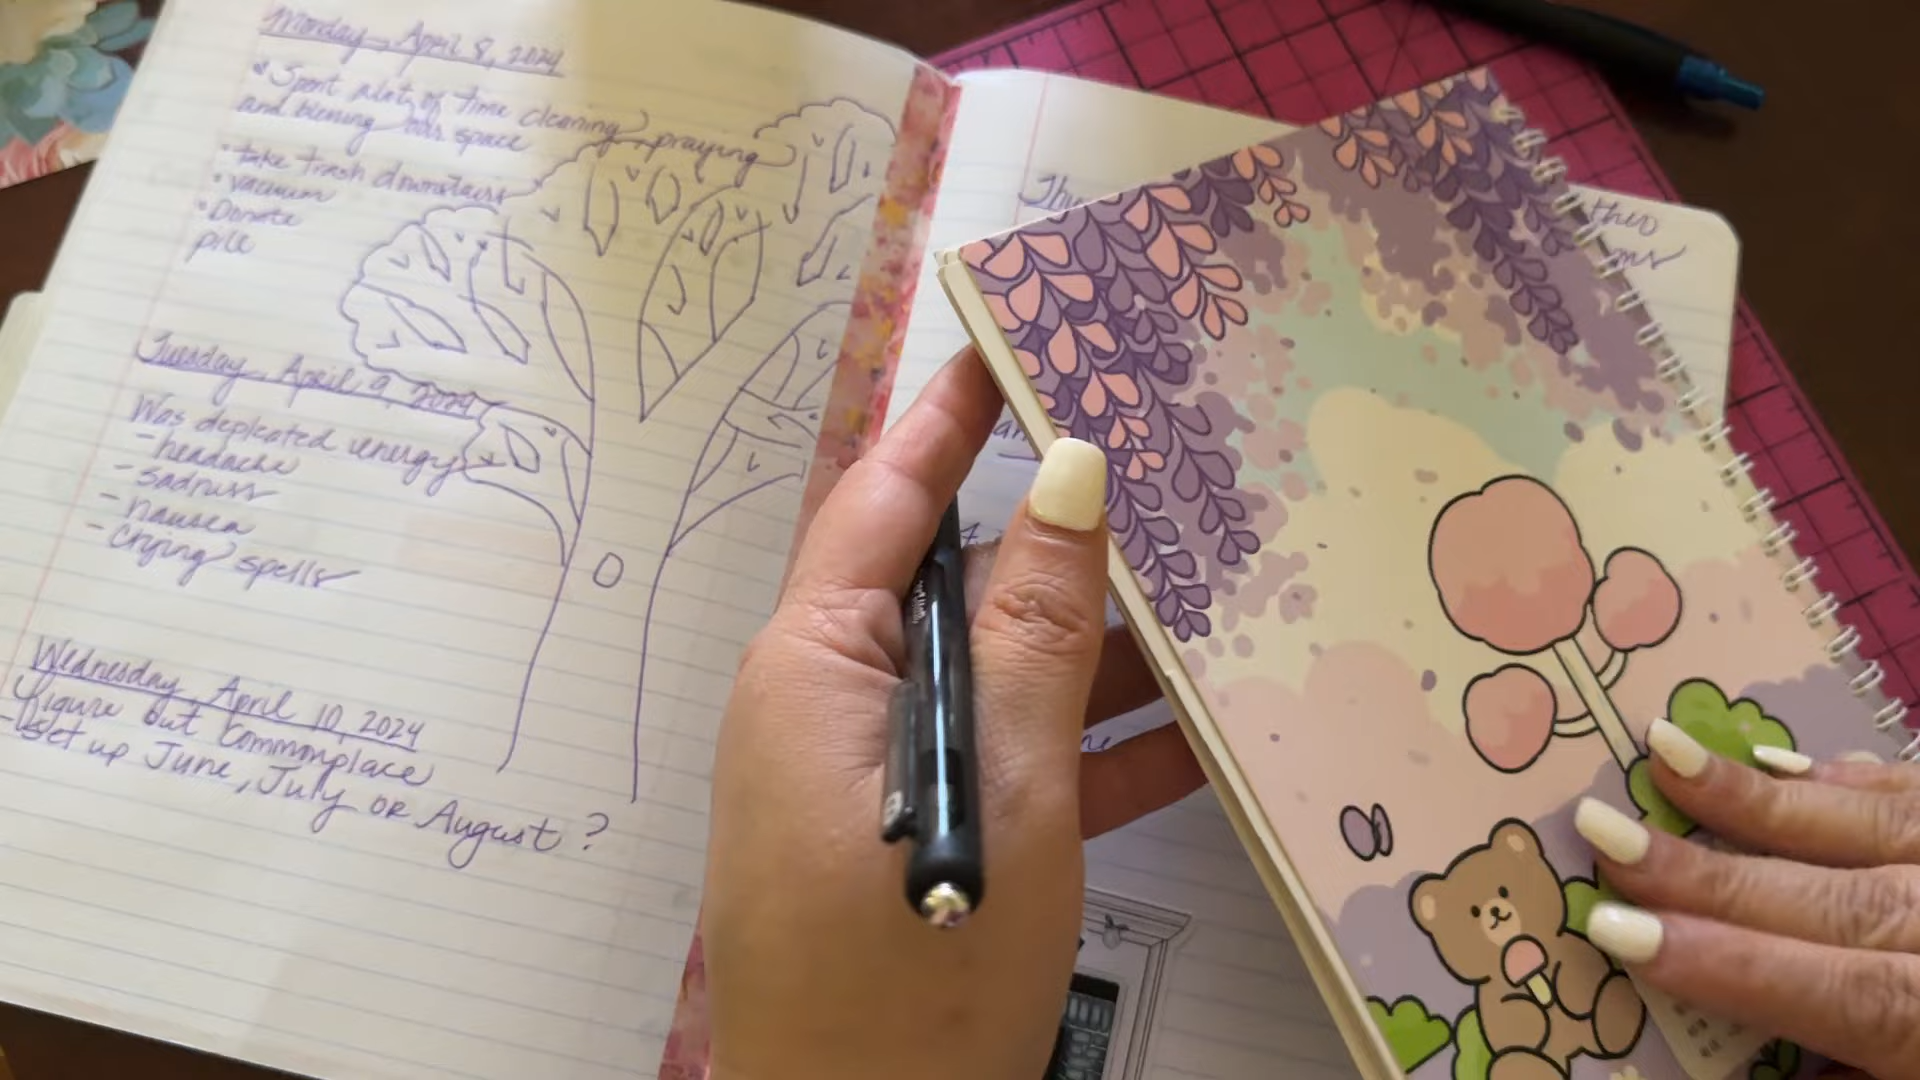 Monday, April 8, 2024
* Spent alot of time cleaning, praying
and blessing our space
• take trash downstairs
• vacuum
• Donate
pile
Tuesday, April 9, 2024
Was depleated energy
- headache
- sadness
- nausea
- Crying spells
Wednesday, April 10, 2024
Figure out Commonplace
- Set up June, July OR August ?
Thu